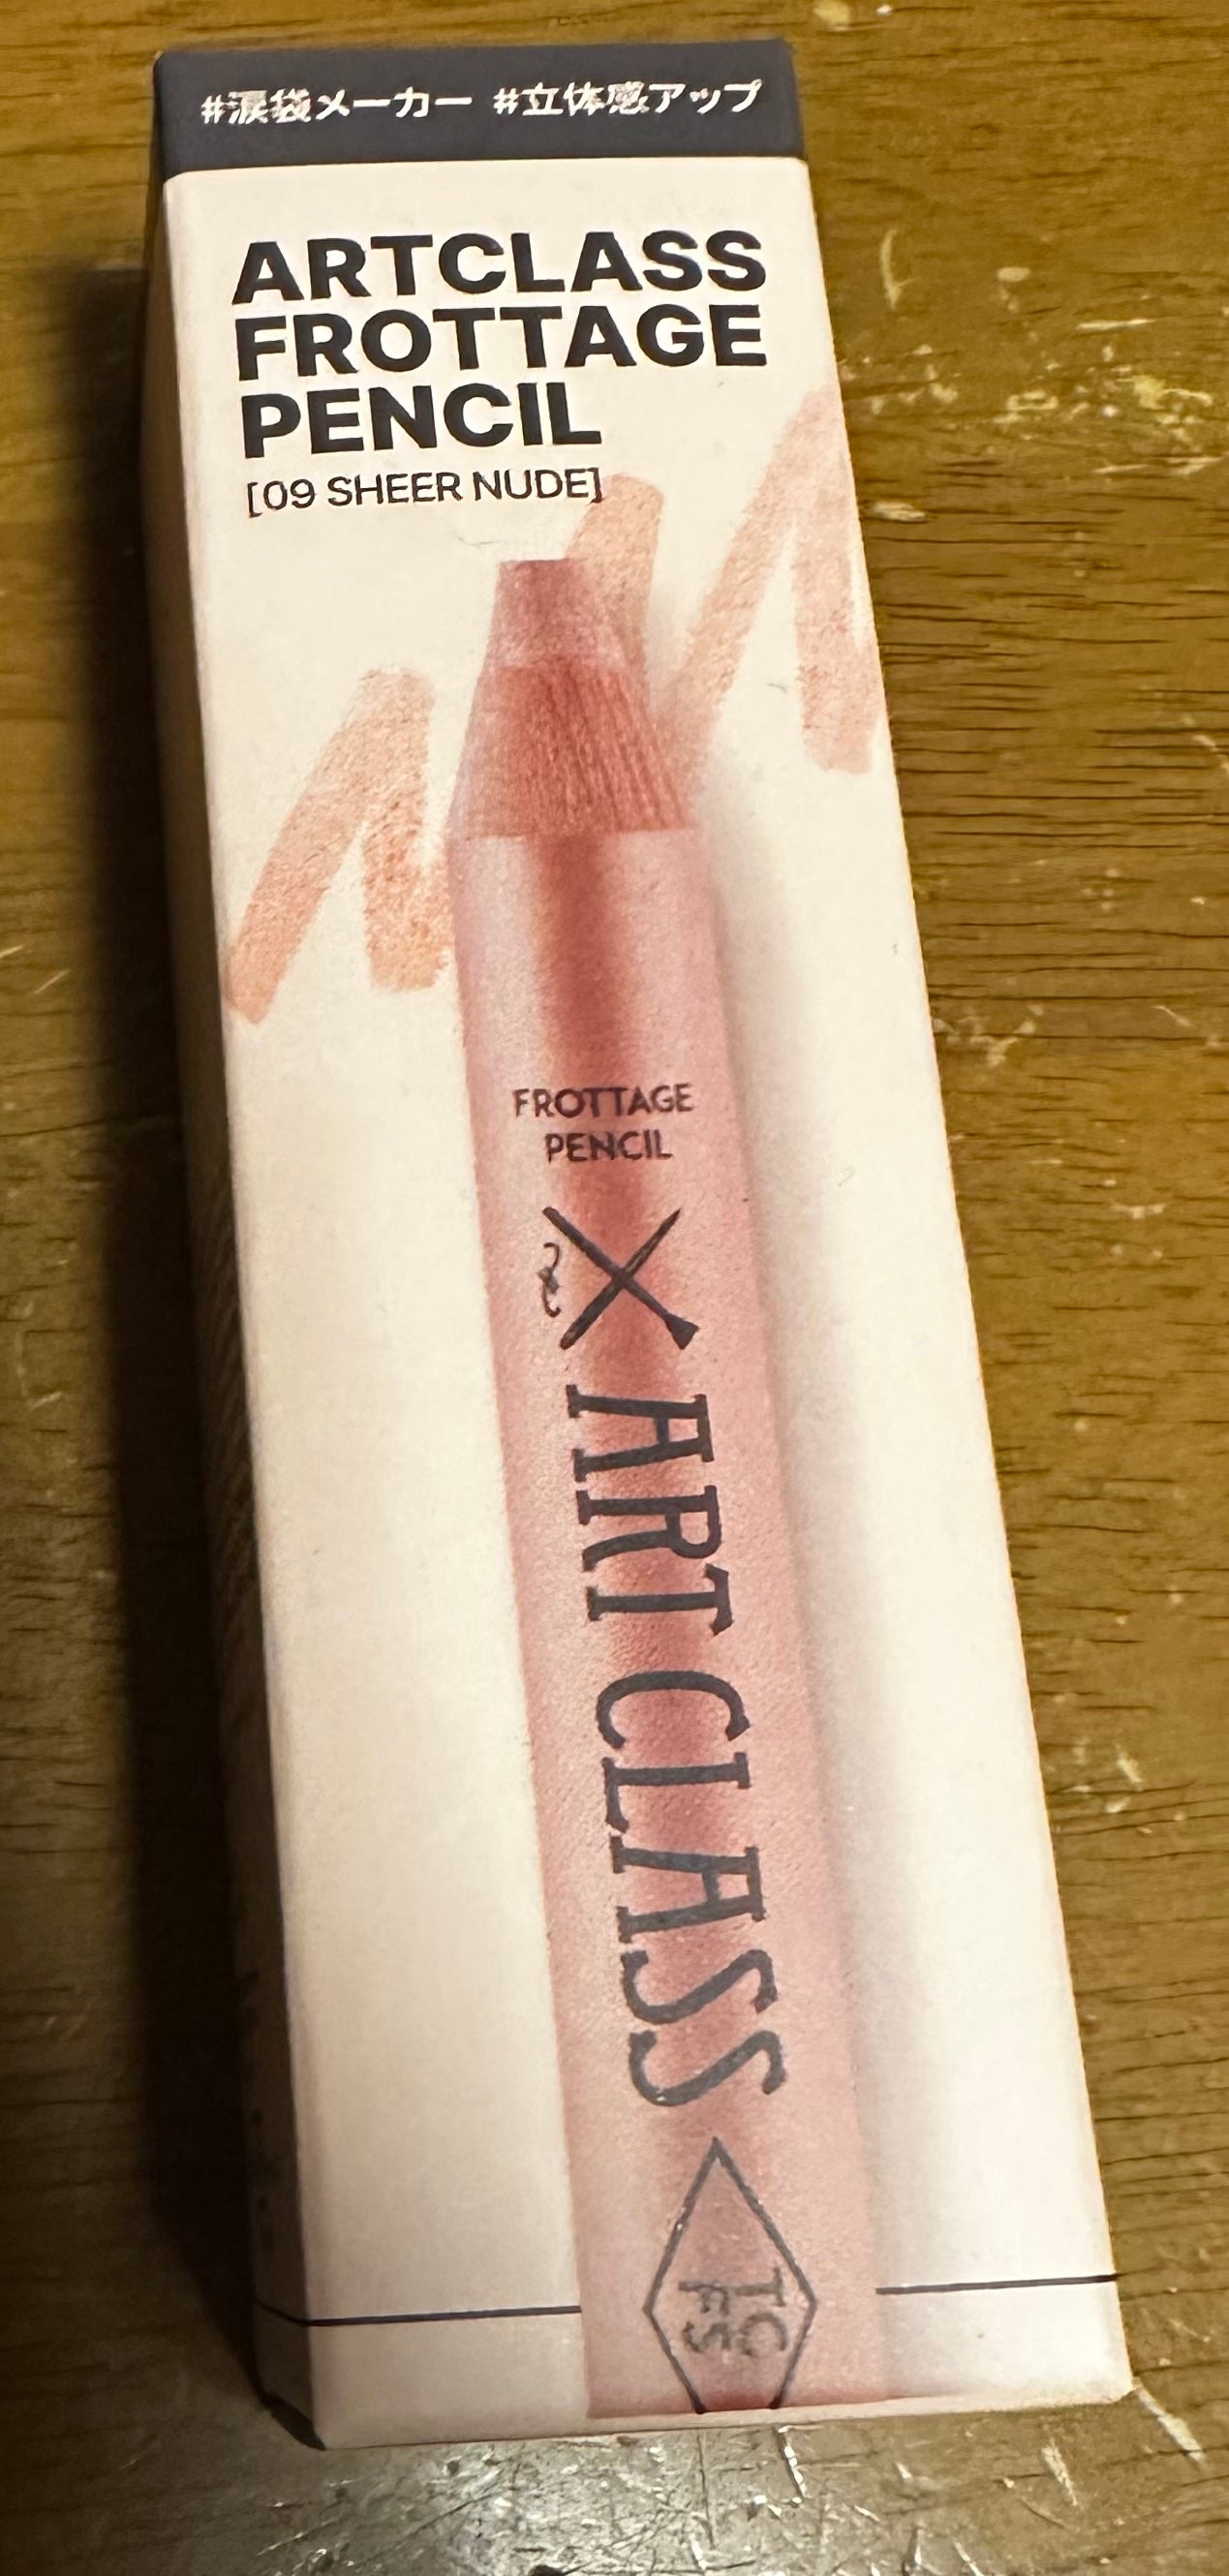 #涙袋メーカー #立体感アップ
ARTCLASS
FROTTAGE
PENCIL
[09 SHEER NUDE]
FROTTAGE
PENCIL
ART CLASS